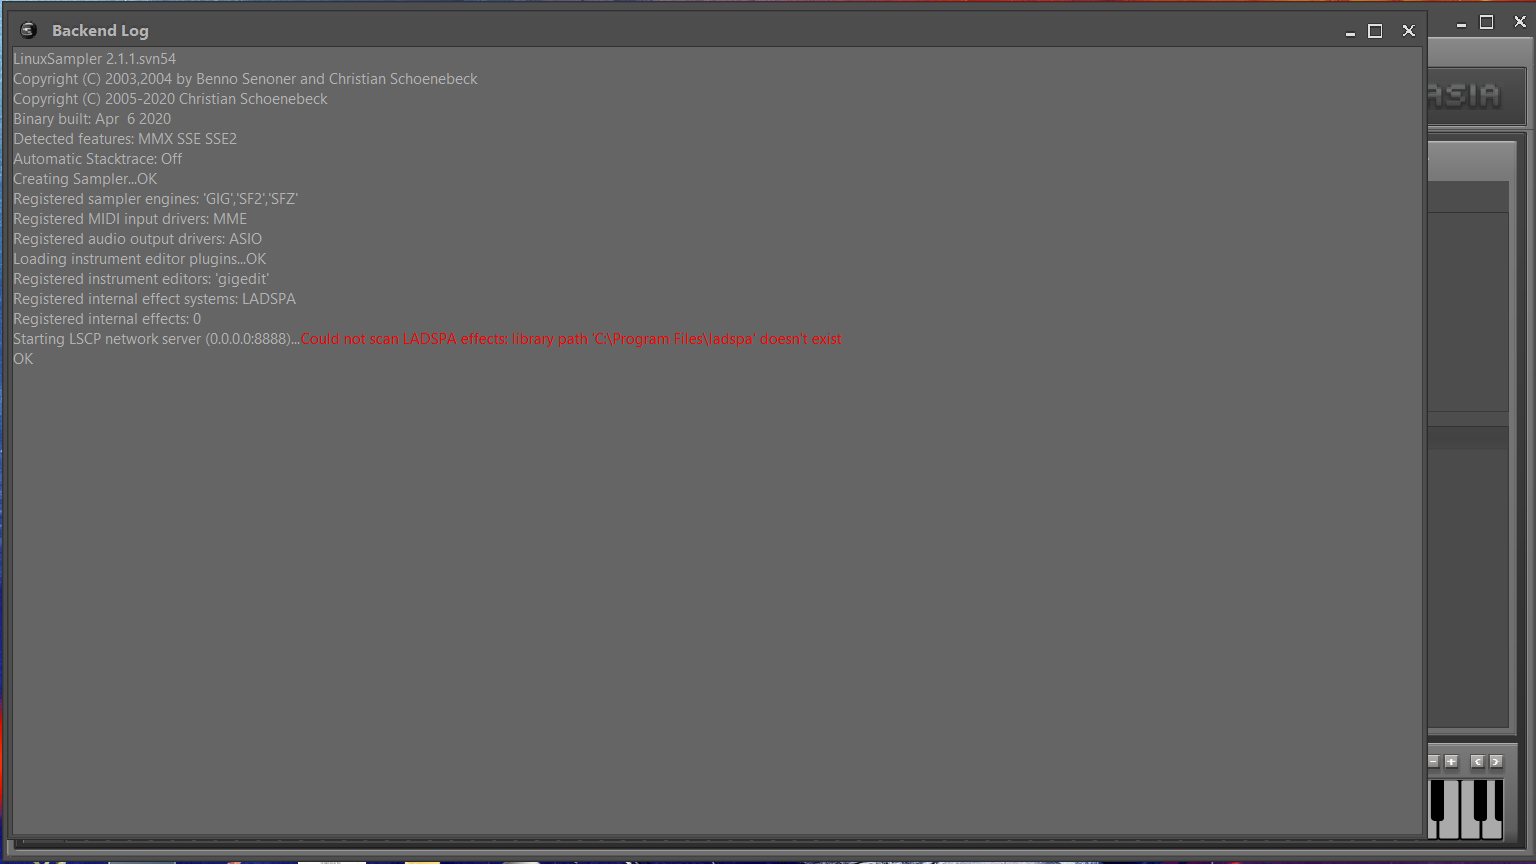 Backend Log
LinuxSampler 2.1.1.svn54
Copyright (C) 2003,2004 by Benno Senoner and Christian Schoenebeck
Copyright (C) 2005-2020 Christian Schoenebeck
Binary built: Apr  6 2020
Detected features: MMX SSE SSE2
Automatic Stacktrace: Off
Creating Sampler...OK
Registered sampler engines: 'GIG','SF2','SFZ'
Registered MIDI input drivers: MME
Registered audio output drivers: ASIO
Loading instrument editor plugins...OK
Registered instrument editors: 'gigedit'
Registered internal effect systems: LADSPA
Registered internal effects: 0
Starting LSCP network server (0.0.0.0:8888)...Could not scan LADSPA effects: library path 'C:\Program Files\ladspa' doesn't exist
OK
ASIA